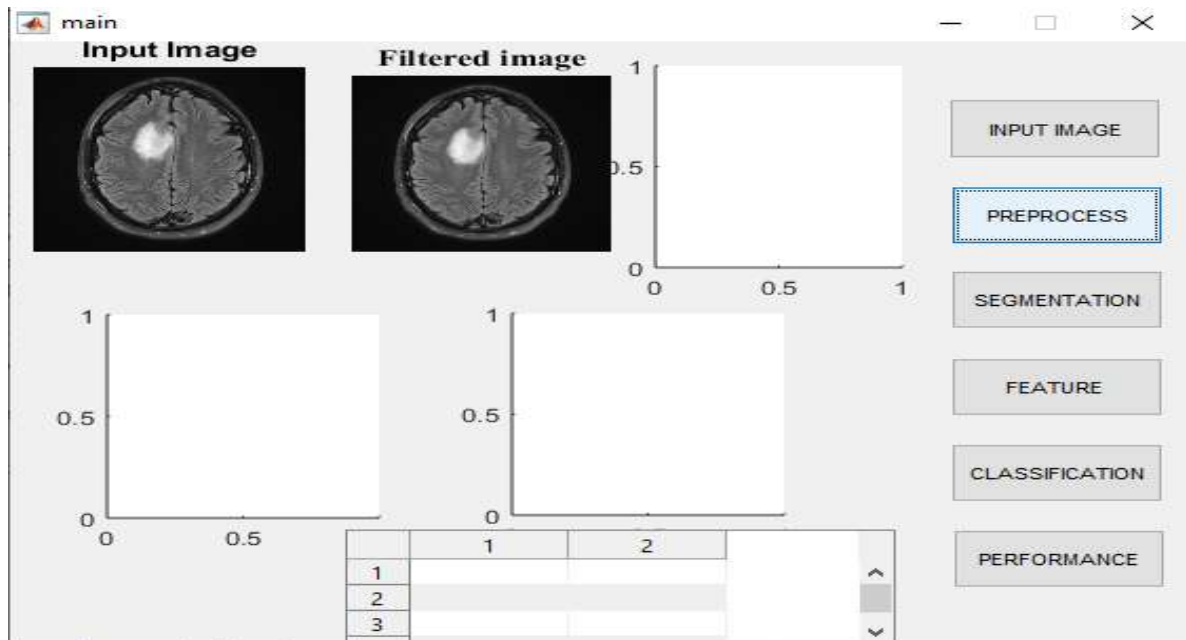 main
Input Image
Filtered image
1
0.5
0
0 0.5 1
INPUT IMAGE
PREPROCESS
SEGMENTATION
FEATURE
CLASSIFICATION
PERFORMANCE
1
0.5
0
0 0.5
1
0.5
0
1 2
1
2
3